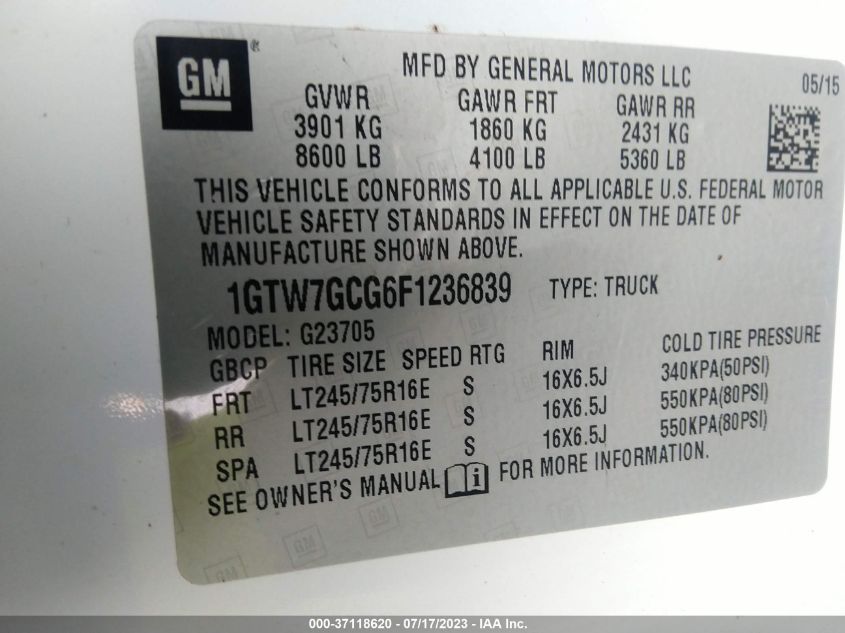 GM ®
MFD BY GENERAL MOTORS LLC 05/15
GVWR GAWR FRT GAWR RR
3901 KG 1860 KG 2431 KG
8600 LB 4100 LB 5360 LB
THIS VEHICLE CONFORMS TO ALL APPLICABLE U.S. FEDERAL MOTOR
VEHICLE SAFETY STANDARDS IN EFFECT ON THE DATE OF
MANUFACTURE SHOWN ABOVE.
1GTW7GCG6F1236839 TYPE: TRUCK
MODEL: G23705
GBCP TIRE SIZE SPEED RTG RIM COLD TIRE PRESSURE
FRT LT245/75R16E S 16X6.5J 340KPA(50PSI)
RR LT245/75R16E S 16X6.5J 550KPA(80PSI)
SPA LT245/75R16E S 16X6.5J 550KPA(80PSI)
SEE OWNER'S MANUAL i FOR MORE INFORMATION.
000-37118620 - 07/17/2023 - IAA Inc.